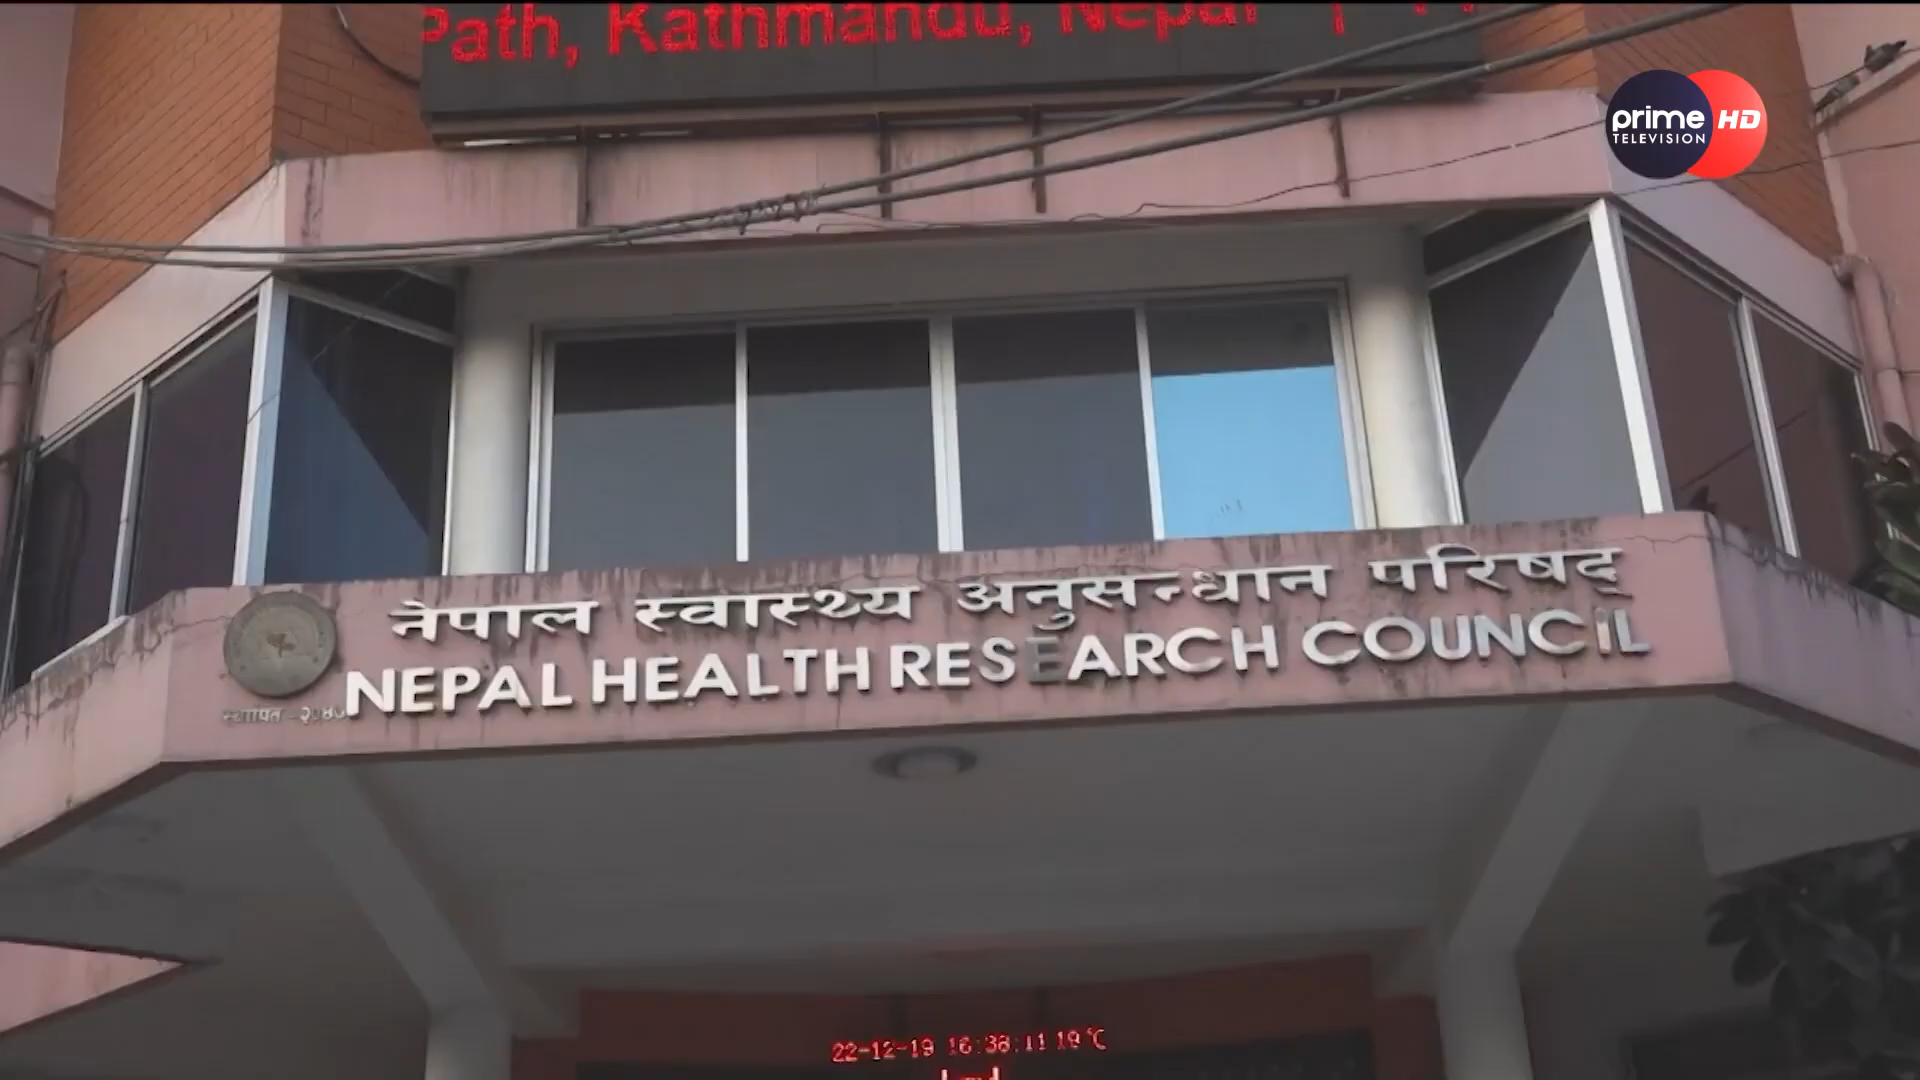 Path, Kathmandu, Nepal
prime HD
TELEVISION
नेपाल स्वास्थ्य अनुसन्धान परिषद्
NEPAL HEALTH RESEARCH COUNCIL
स्थापित
22-12-19 16:38:11 19℃